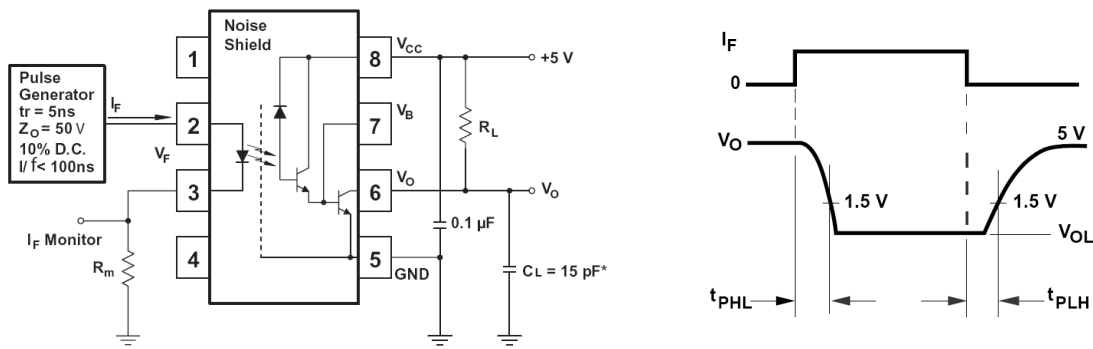 Noise
Shield
Pulse
Generator
tr = 5ns
ZO = 50 V
10% D.C.
I/ f < 100ns
IF
VF
1
2
3
4
8
7
6
5
VCC
VB
VO
GND
+5 V
RL
VO
0.1 µF
CL = 15 pF*
IF Monitor
Rm
IF
0
VO
5 V
1.5 V
1.5 V
VOL
tPHL
tPLH